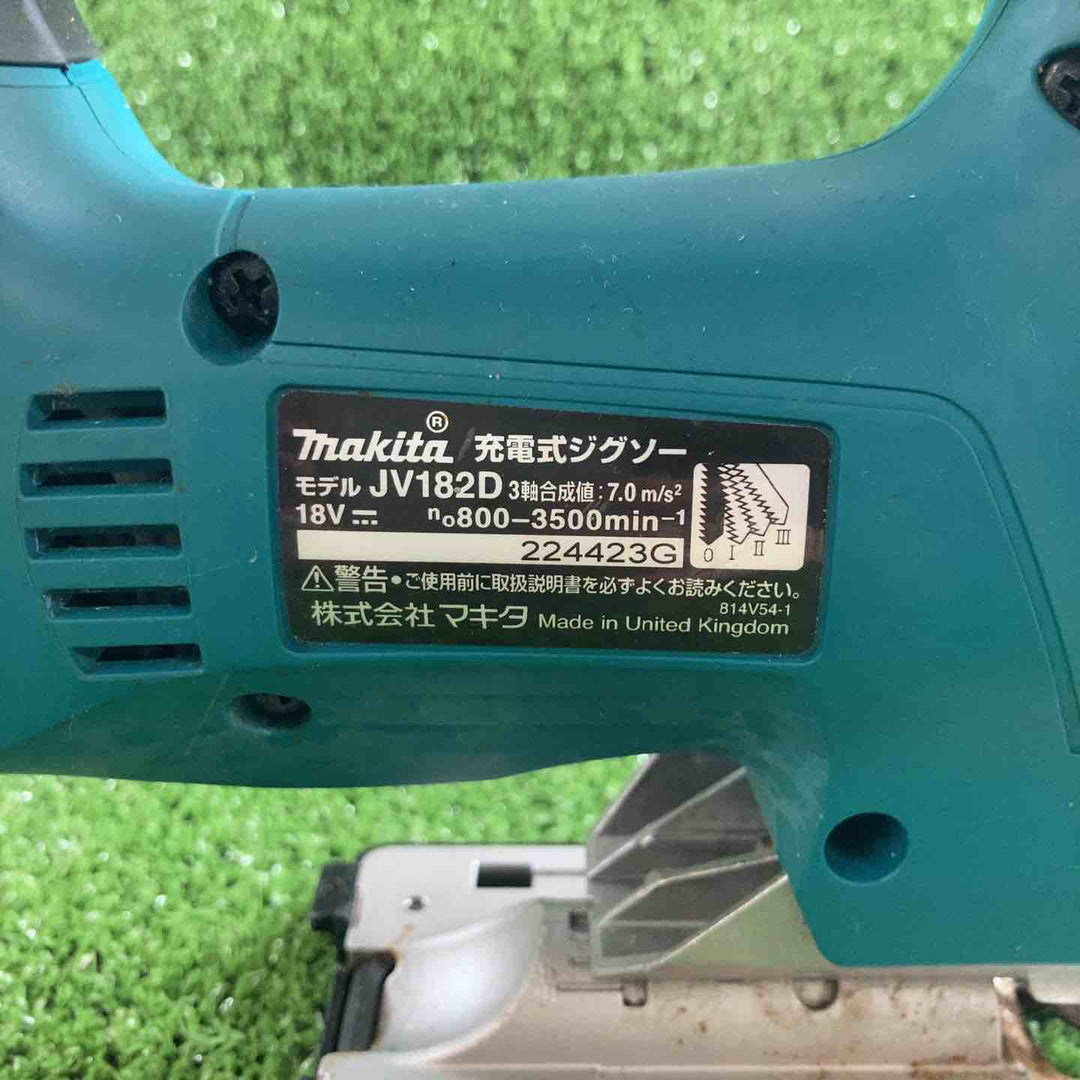 makita® 充電式ジグソー
モデル JV182D 3軸合成値:7.0 m/s²
18V⎓ n₀800-3500min⁻¹
224423G
0 I II III
⚠警告・ご使用前に取扱説明書を必ずよくお読みください。
814V54-1
株式会社 マキタ Made in United Kingdom